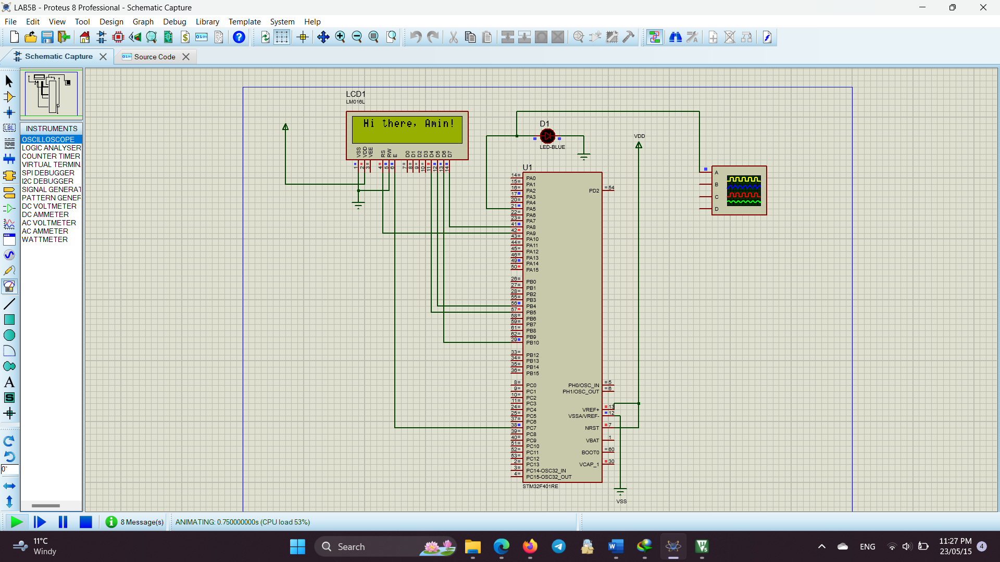 LAB5B - Proteus 8 Professional - Schematic Capture
File Edit View Tool Design Graph Debug Library Template System Help
Schematic Capture
Source Code
INSTRUMENTS
OSCILLOSCOPE
LOGIC ANALYSER
COUNTER TIMER
VIRTUAL TERMIN
SPI DEBUGGER
I2C DEBUGGER
SIGNAL GENERAT
PATTERN GENER
DC VOLTMETER
DC AMMETER
AC VOLTMETER
AC AMMETER
WATTMETER
LBL
A
S
0°
LCD1
LM016L
Hi there, Amin!
VSS VDD VEE RS RW E D0 D1 D2 D3 D4 D5 D6 D7
1 2 3 4 5 6 7 8 9 10 11 12 13 14
D1
LED-BLUE
VDD
A
B
C
D
U1
14 PA0
15 PA1
16 PA2
17 PA3
20 PA4
21 PA5
22 PA6
23 PA7
41 PA8
42 PA9
43 PA10
44 PA11
45 PA12
46 PA13
49 PA14
50 PA15
26 PB0
27 PB1
28 PB2
55 PB3
56 PB4
57 PB5
58 PB6
59 PB7
61 PB8
62 PB9
29 PB10
33 PB12
34 PB13
35 PB14
36 PB15
8 PC0
9 PC1
10 PC2
11 PC3
24 PC4
25 PC5
37 PC6
38 PC7
39 PC8
40 PC9
51 PC10
52 PC11
53 PC12
2 PC13
3 PC14-OSC32_IN
4 PC15-OSC32_OUT
PD2 54
PH0/OSC_IN 5
PH1/OSC_OUT 6
VREF+ 13
VSSA/VREF- 12
NRST 7
VBAT 1
BOOT0 60
VCAP_1 30
STM32F401RE
VSS
8 Message(s)
ANIMATING: 0.750000000s (CPU load 53%)
11°C
Windy
Search
ENG
11:27 PM
23/05/15
4